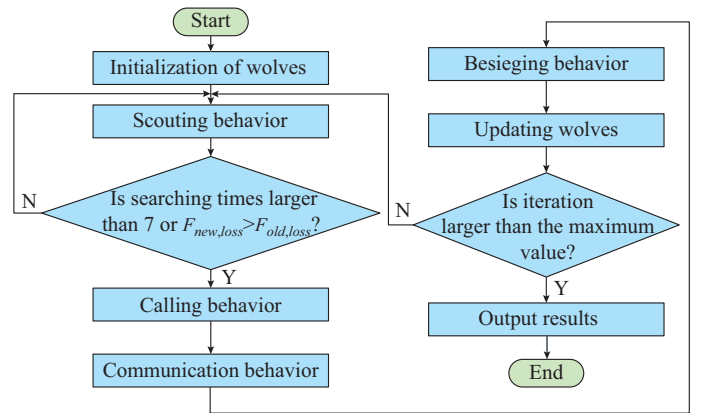 Start
Initialization of wolves
Scouting behavior
N
Is searching times larger
than 7 or F_new,loss>F_old,loss?
Y
Calling behavior
Communication behavior
Besieging behavior
Updating wolves
N
Is iteration
larger than the maximum
value?
Y
Output results
End